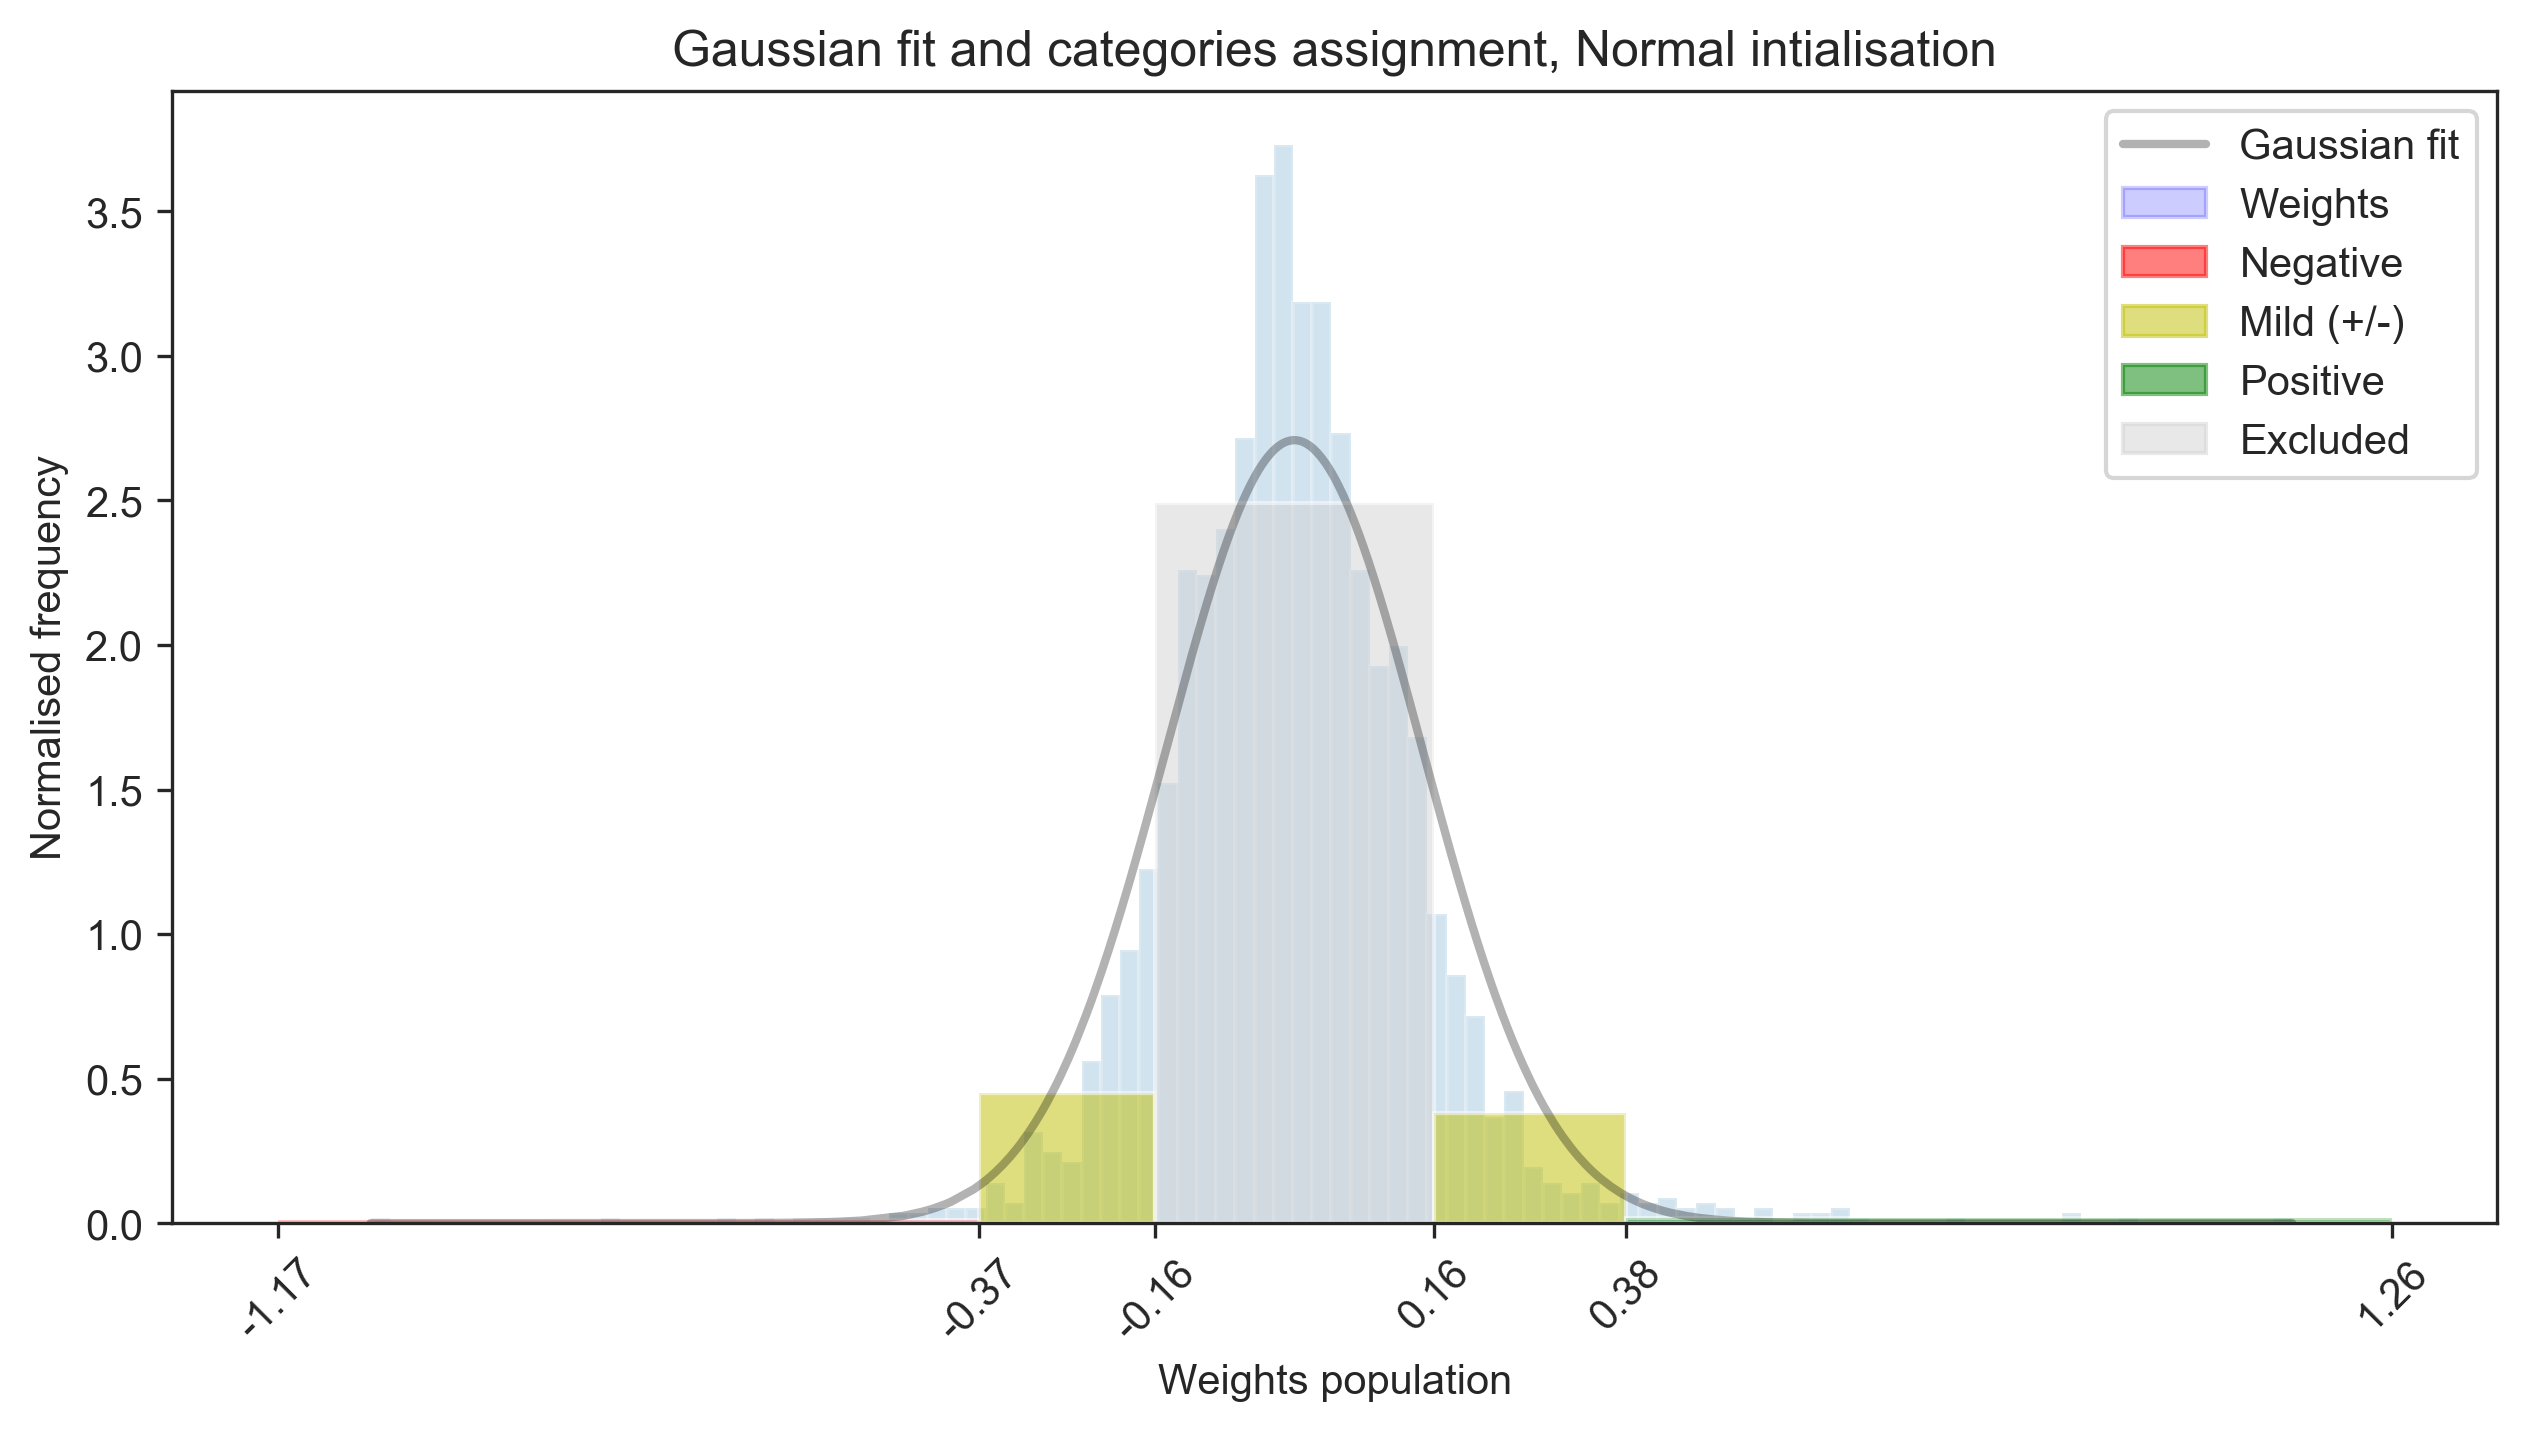 Gaussian fit and categories assignment, Normal intialisation
Gaussian fit
Weights
Negative
Mild (+/-)
Positive
Excluded
Normalised frequency
3.5
3.0
2.5
2.0
1.5
1.0
0.5
0.0
-1.17
-0.37
-0.16
0.16
0.38
1.26
Weights population